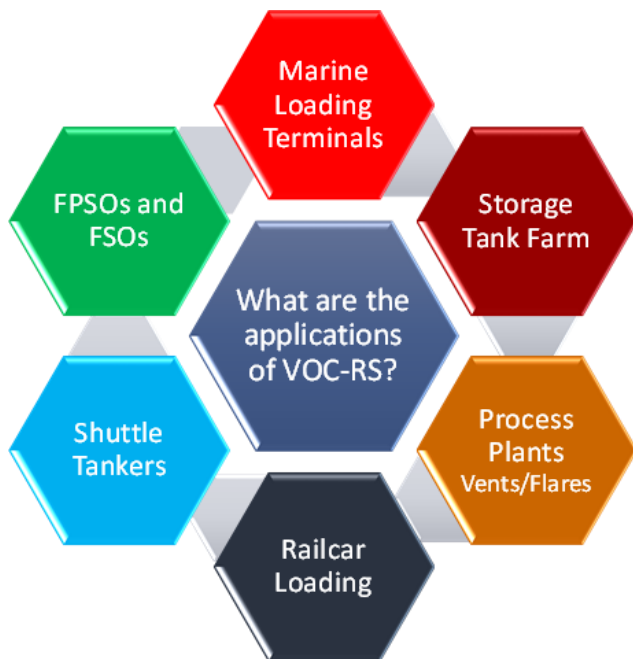 Marine
Loading
Terminals
FPSOs and
FSOs
Storage
Tank Farm
What are the
applications
of VOC-RS?
Shuttle
Tankers
Process
Plants
Vents/Flares
Railcar
Loading